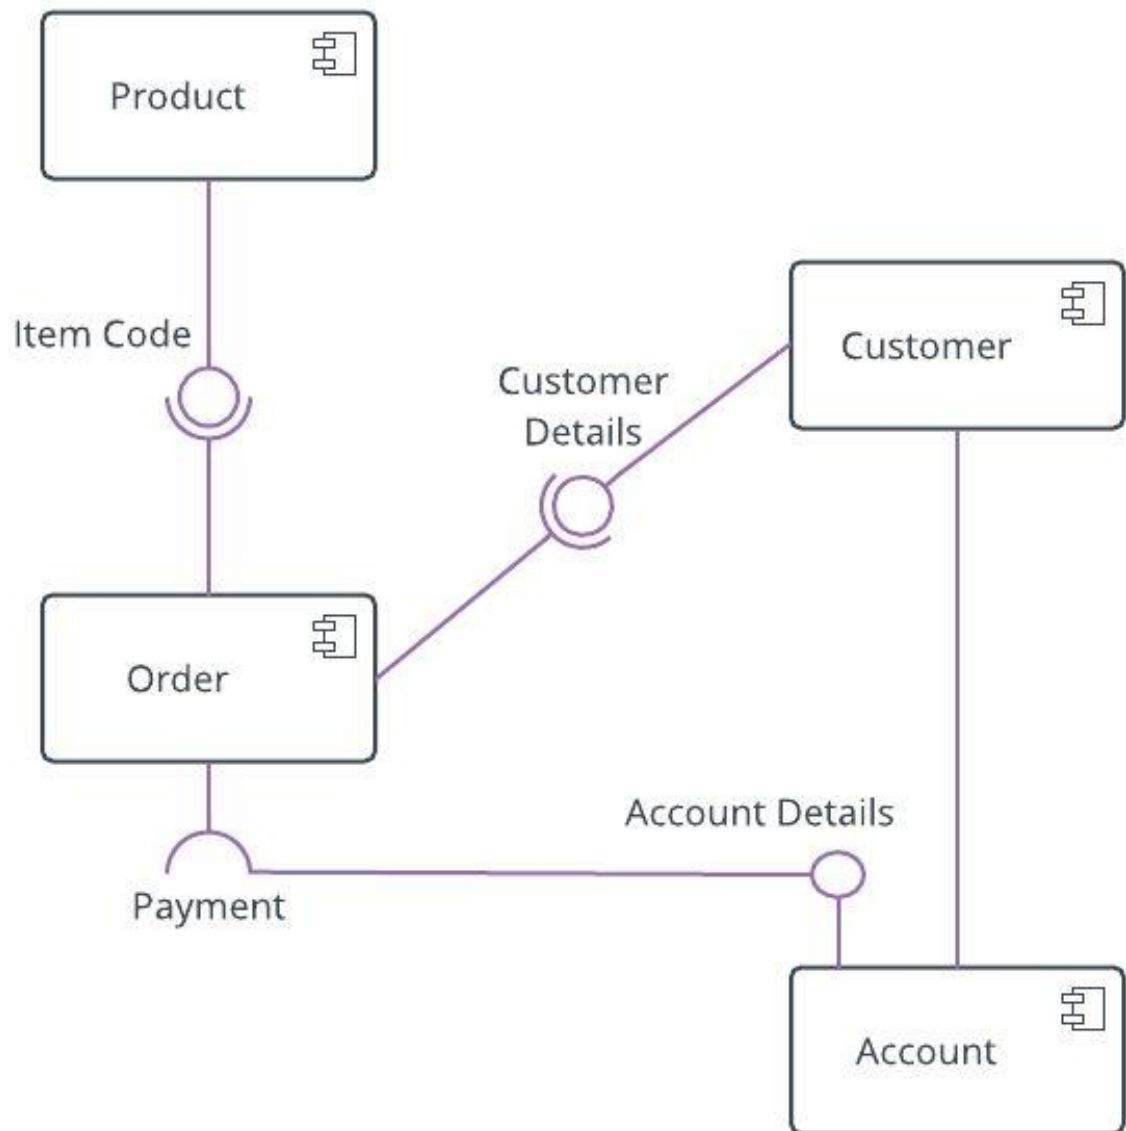 Product
Item Code
Customer
Customer
Details
Order
Account Details
Payment
Account